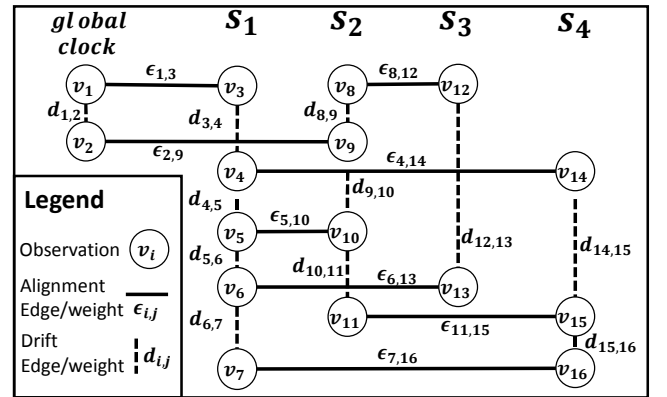 global clock S₁ S₂ S₃ S₄
v₁ ϵ₁,₃ v₃ v₈ ϵ₈,₁₂ v₁₂
d₁,₂ d₃,₄ d₈,₉
v₂ ϵ₂,₉ v₉
v₄ ϵ₄,₁₄ v₁₄
d₉,₁₀
d₄,₅
v₅ ϵ₅,₁₀ v₁₀
d₁₂,₁₃ d₁₄,₁₅
d₅,₆ d₁₀,₁₁
v₆ ϵ₆,₁₃ v₁₃
v₁₁ ϵ₁₁,₁₅ v₁₅
d₆,₇
d₁₅,₁₆
v₇ ϵ₇,₁₆ v₁₆
Legend
Observation vᵢ
Alignment
Edge/weight ϵᵢ,ⱼ
Drift
Edge/weight dᵢ,ⱼ